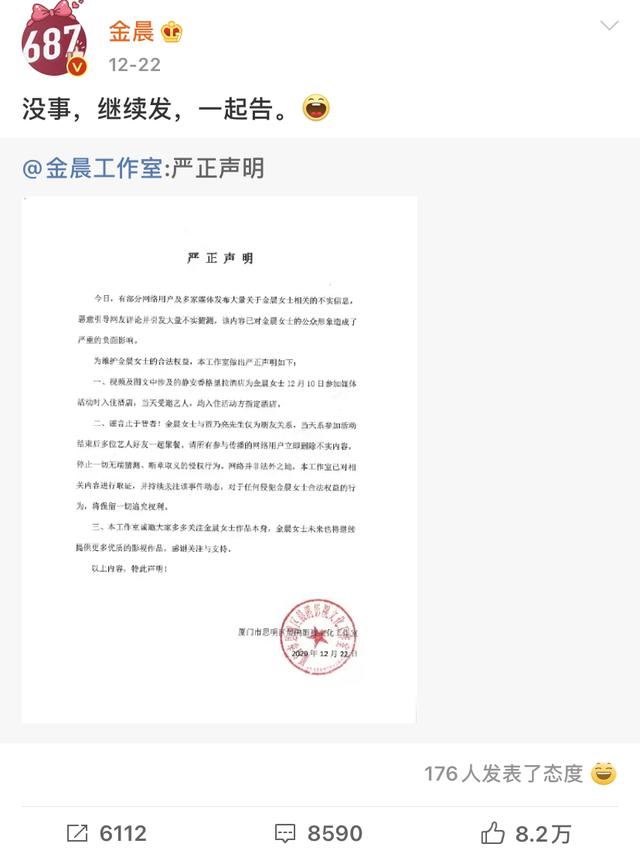 687
金晨
12-22
没事，继续发，一起告。
@金晨工作室:严正声明
严 正 声 明
今日，有部分网络用户及多家媒体发布大量关于金晨女士相关的不实信息，
恶意引导网友评论并引发大量不实猜测，该内容已对金晨女士的公众形象造成了
严重的负面影响。
为维护金晨女士的合法权益，本工作室做出严正声明如下：
一、视频及图文中涉及的静安香格里拉酒店为金晨女士 12 月 10 日参加媒体
活动时入住酒店，当天受邀艺人，均入住活动方指定酒店。
二、谣言止于智者！金晨女士与贾乃亮先生仅为朋友关系，当天系参加活动
结束后多位艺人好友一起聚餐。请所有参与传播的网络用户立即删除不实内容，
停止一切无端猜测、断章取义的侵权行为。网络并非法外之地，本工作室已对相
关内容进行取证，并持续关注该事件动态，对于任何侵犯金晨女士合法权益的行
为，将保留一切追究权利。
三、本工作室诚邀大家多多关注金晨女士作品本身，金晨女士未来也将继续
提供更多优质的影视作品，感谢关注与支持。
以上内容，特此声明！
厦门市思明区影视文化工作室
2020 年 12 月 22 日
176人发表了态度
6112
8590
8.2万